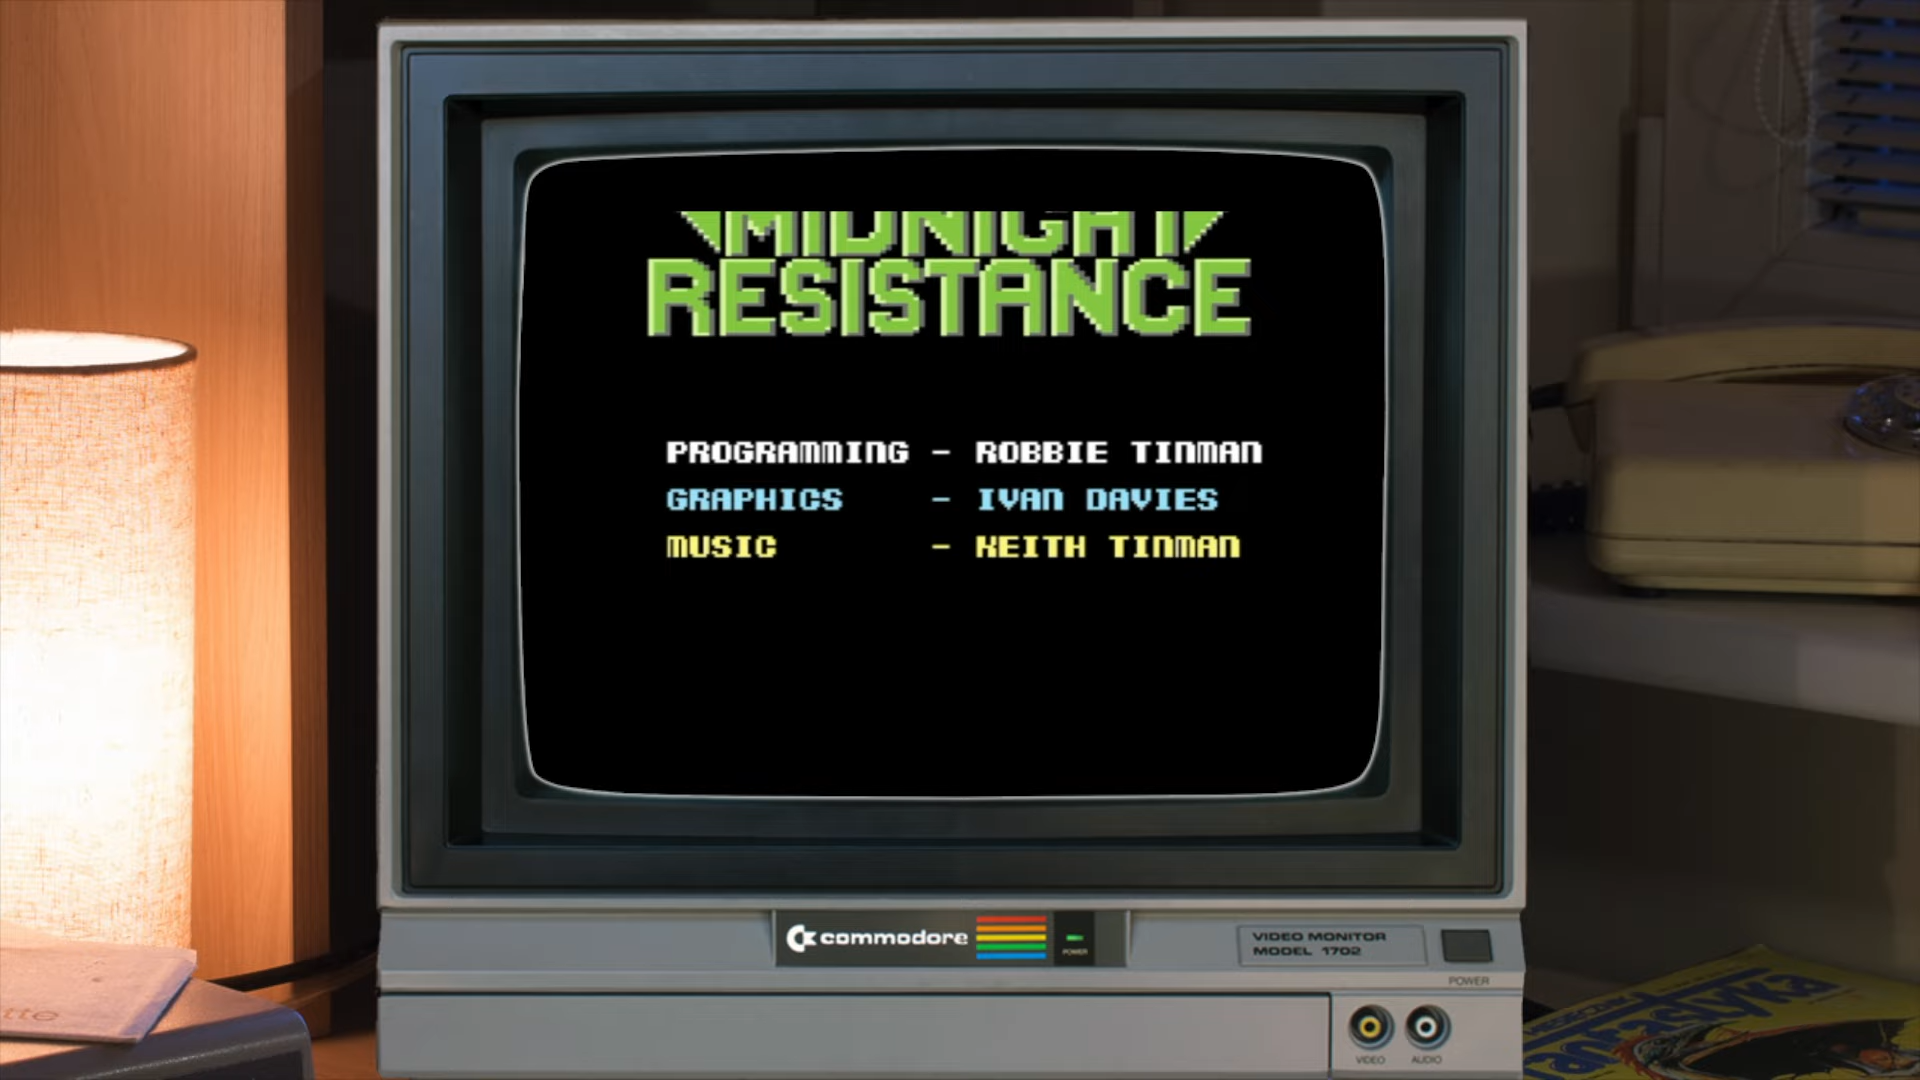 MIDNIGHT
RESISTANCE
PROGRAMMING - ROBBIE TINMAN
GRAPHICS - IVAN DAVIES
MUSIC - KEITH TINMAN
commodore
POWER
VIDEO MONITOR
MODEL 1702
POWER
VIDEO AUDIO